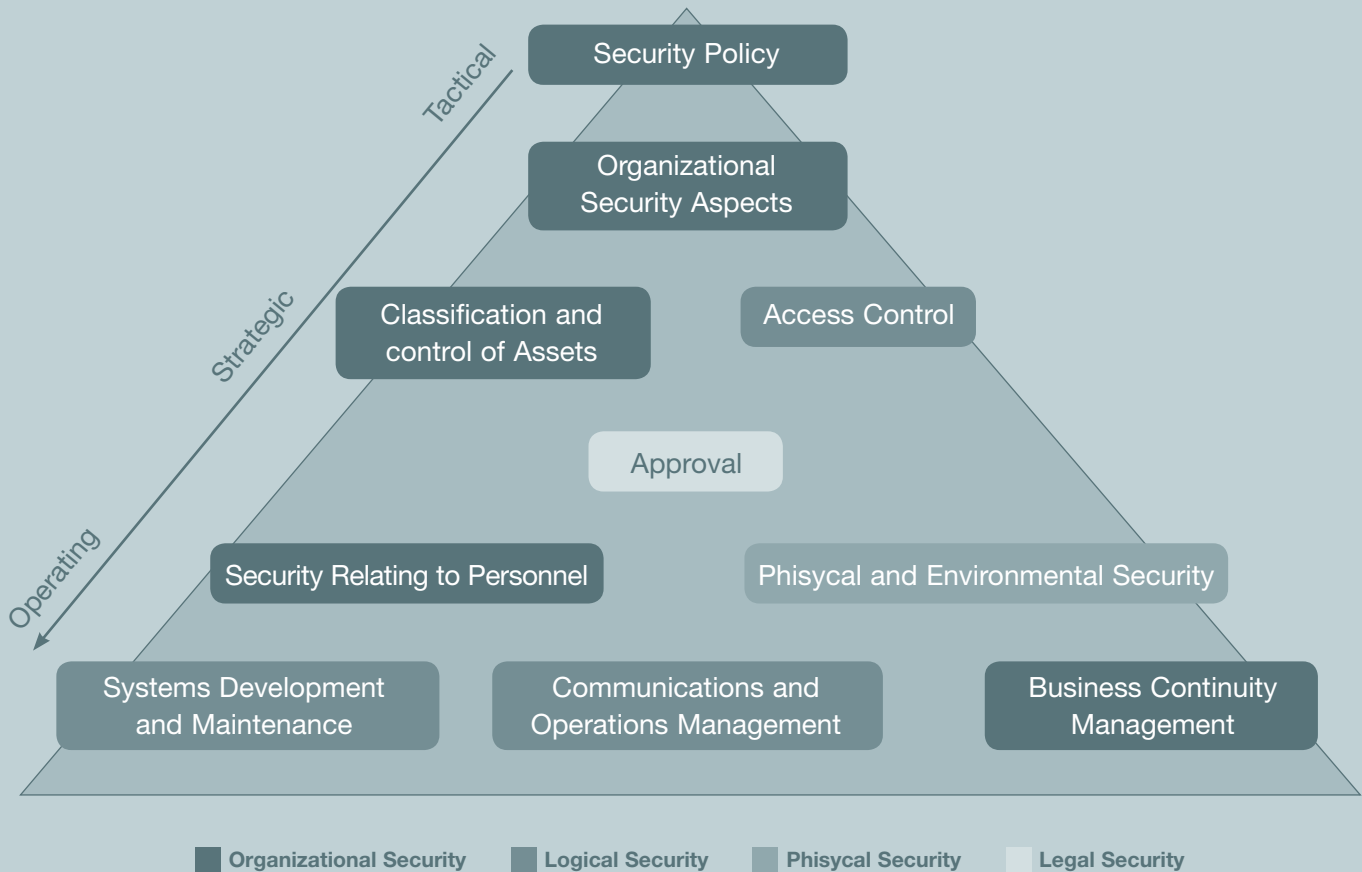 Tactical
Security Policy
Organizational
Security Aspects
Strategic
Classification and
control of Assets
Access Control
Approval
Operating
Security Relating to Personnel
Phisycal and Environmental Security
Systems Development
and Maintenance
Communications and
Operations Management
Business Continuity
Management
Organizational Security
Logical Security
Phisycal Security
Legal Security